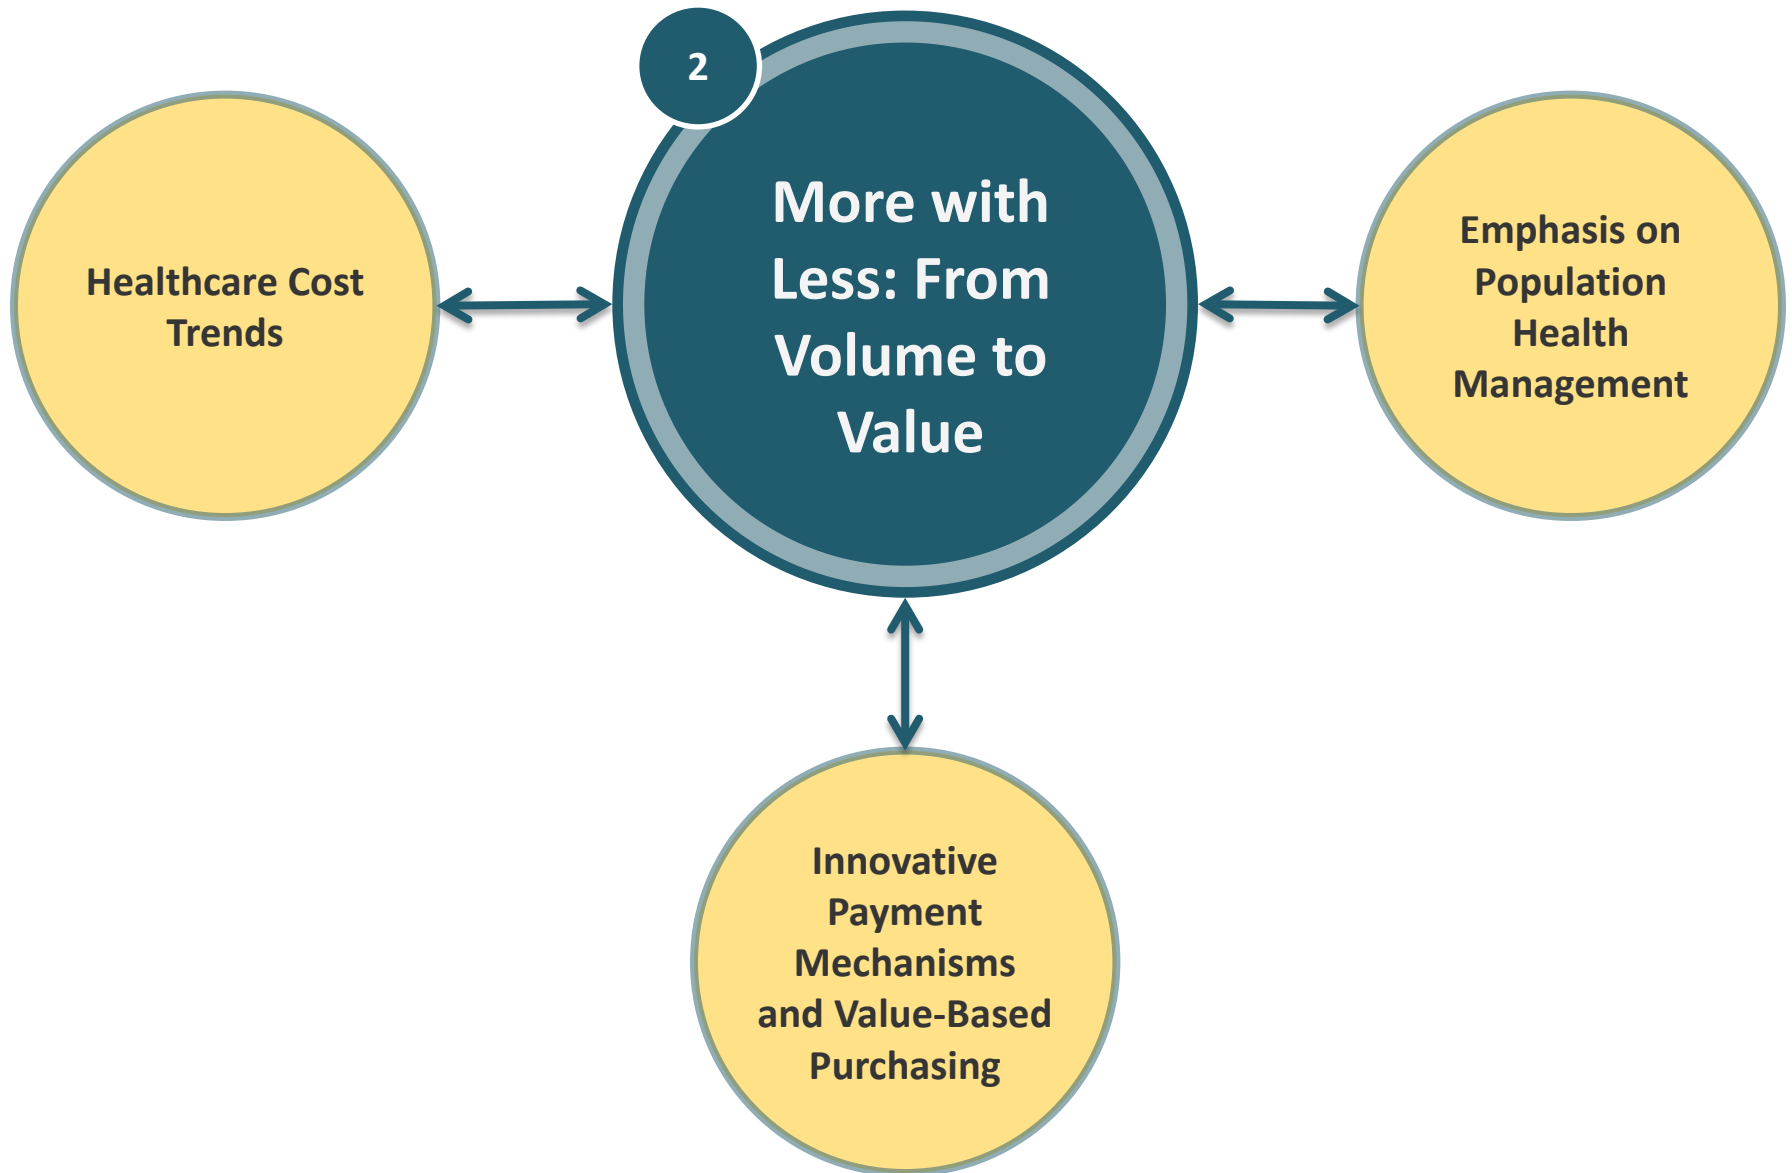 2
More with
Less: From
Volume to
Value
Healthcare Cost
Trends
Emphasis on
Population
Health
Management
Innovative
Payment
Mechanisms
and Value-Based
Purchasing